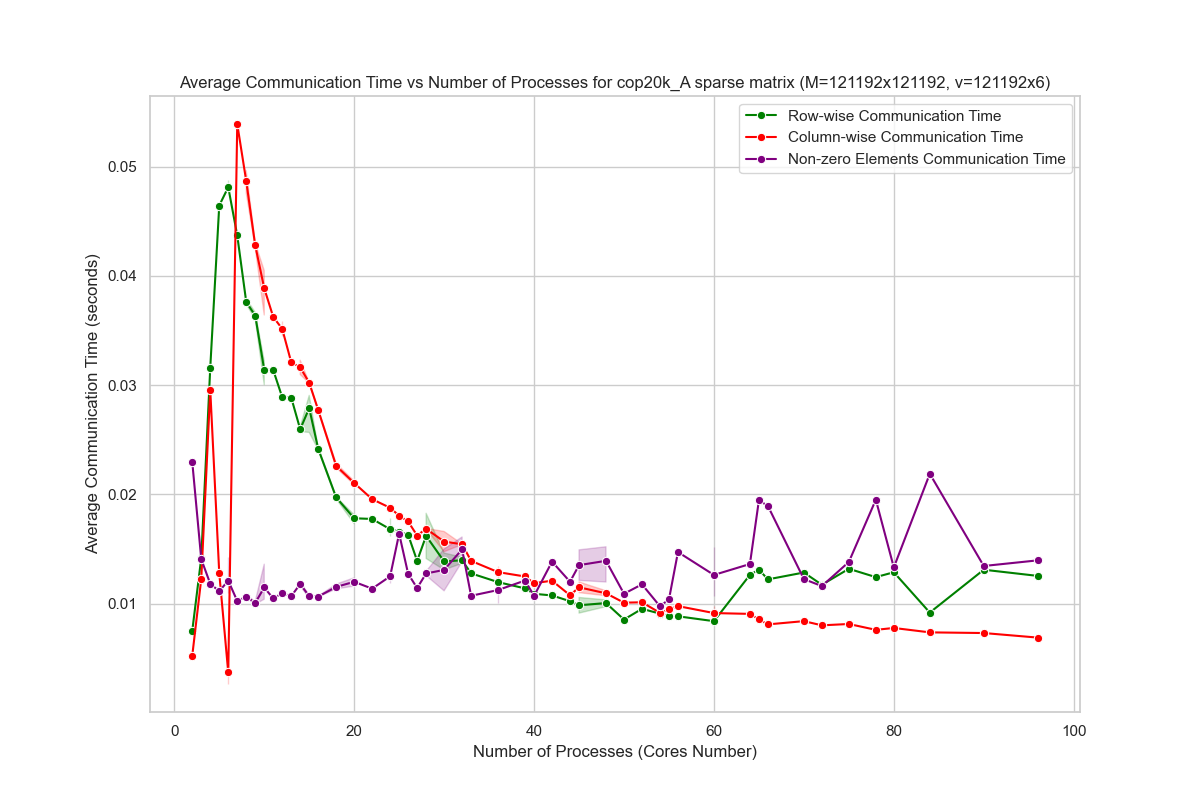 Average Communication Time vs Number of Processes for cop20k_A sparse matrix (M=121192x121192, v=121192x6)
Row-wise Communication Time
Column-wise Communication Time
Non-zero Elements Communication Time
Average Communication Time (seconds)
0.05
0.04
0.03
0.02
0.01
0 20 40 60 80 100
Number of Processes (Cores Number)